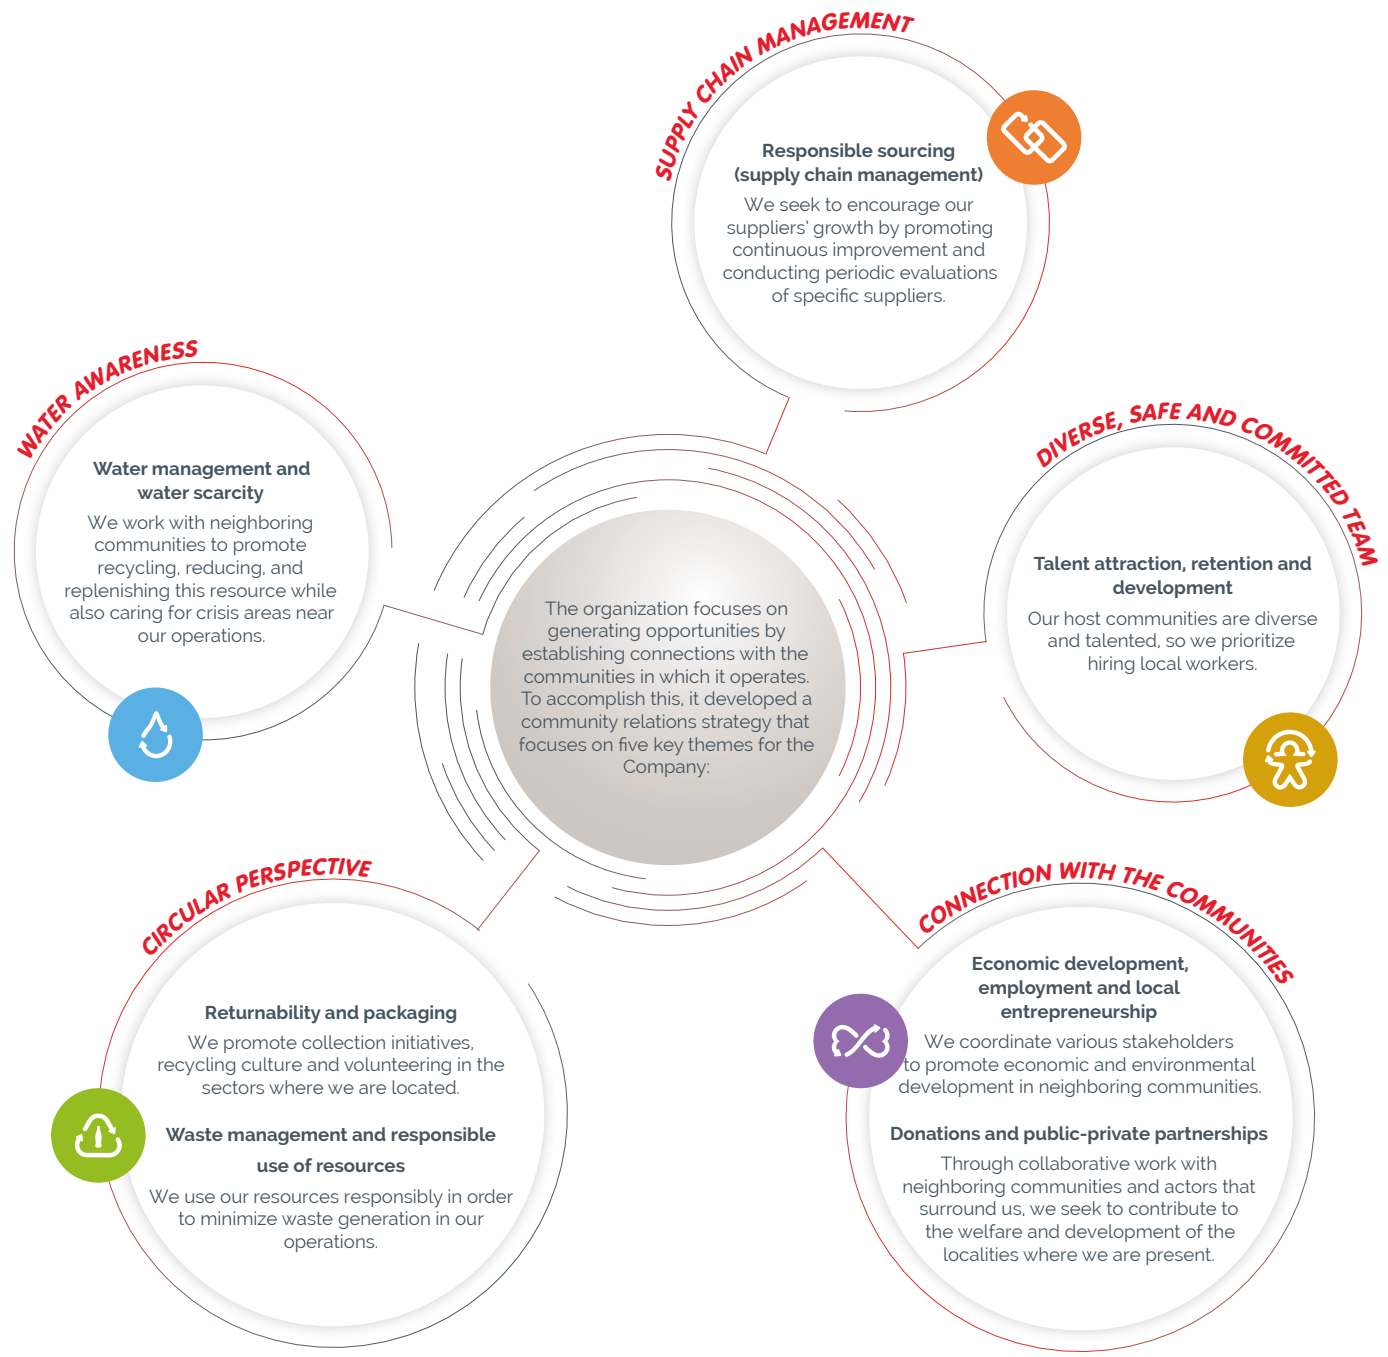 SUPPLY CHAIN MANAGEMENT
Responsible sourcing
(supply chain management)
We seek to encourage our
suppliers' growth by promoting
continuous improvement and
conducting periodic evaluations
of specific suppliers.
WATER AWARENESS
Water management and
water scarcity
We work with neighboring
communities to promote
recycling, reducing, and
replenishing this resource while
also caring for crisis areas near
our operations.
DIVERSE, SAFE AND COMMITTED TEAM
Talent attraction, retention and
development
Our host communities are diverse
and talented, so we prioritize
hiring local workers.
The organization focuses on
generating opportunities by
establishing connections with the
communities in which it operates.
To accomplish this, it developed a
community relations strategy that
focuses on five key themes for the
Company:
CIRCULAR PERSPECTIVE
Returnability and packaging
We promote collection initiatives,
recycling culture and volunteering in the
sectors where we are located.
Waste management and responsible
use of resources
We use our resources responsibly in order
to minimize waste generation in our
operations.
CONNECTION WITH THE COMMUNITIES
Economic development,
employment and local
entrepreneurship
We coordinate various stakeholders
to promote economic and environmental
development in neighboring communities.
Donations and public-private partnerships
Through collaborative work with
neighboring communities and actors that
surround us, we seek to contribute to
the welfare and development of the
localities where we are present.